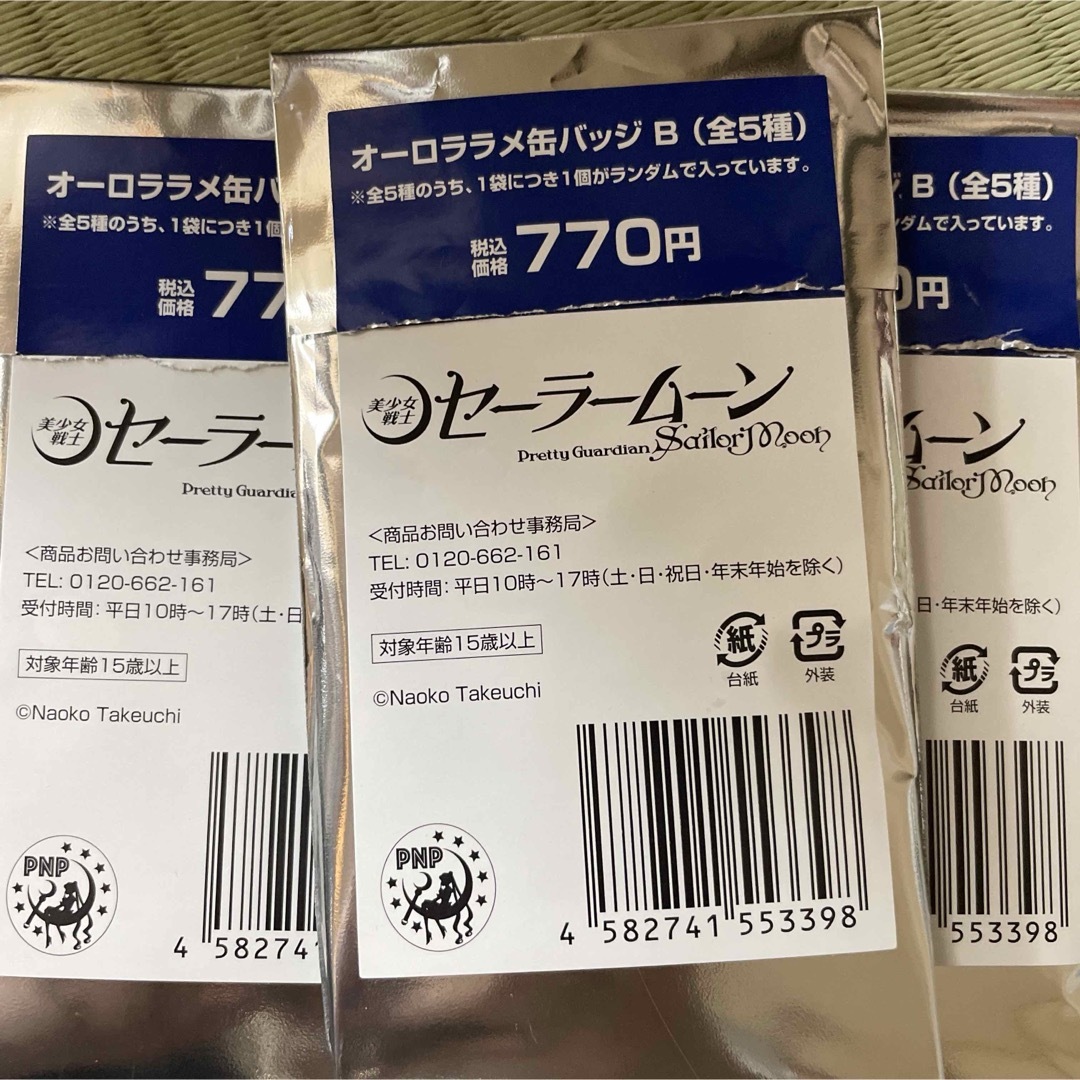 オーロララメ缶バッ
※全5種のうち、1袋につき1個
税込
価格 77
美少女
戦士
セーラー
Pretty Guardia
<商品お問い合わせ事務局>
TEL: 0120-662-161
受付時間: 平日10時～17時(土・日
対象年齢15歳以上
©Naoko Takeuchi
PNP
4 582741
オーロララメ缶バッジ B (全5種)
※全5種のうち、1袋につき1個がランダムで入っています。
税込
価格 770円
美少女
戦士
セーラームーン
Pretty Guardian Sailor Moon
<商品お問い合わせ事務局>
TEL: 0120-662-161
受付時間: 平日10時～17時(土・日・祝日・年末年始を除く)
対象年齢15歳以上
紙
台紙
プラ
外装
©Naoko Takeuchi
PNP
4 582741 553398
ジ B (全5種)
ンダムで入っています。
0円
ムーン
Sailor Moon
日・年末年始を除く)
紙
台紙
プラ
外装
553398